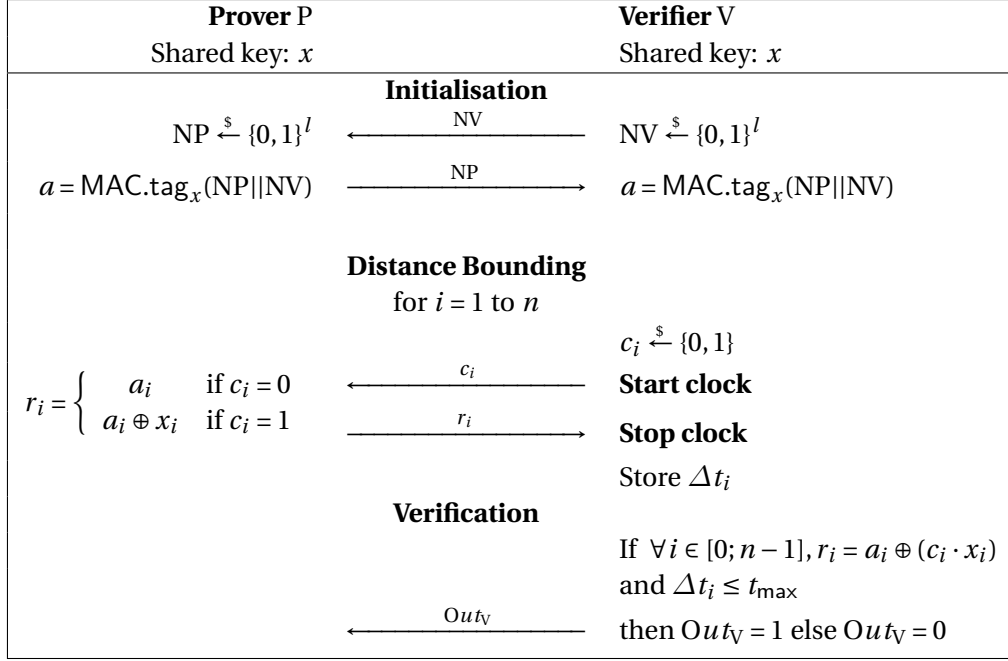 Prover P Verifier V
Shared key: x Shared key: x
Initialisation
NP $← {0,1}^l NV NV $← {0,1}^l
a = MAC.tag_x(NP||NV) NP a = MAC.tag_x(NP||NV)
Distance Bounding
for i = 1 to n
c_i $← {0,1}
r_i = { a_i if c_i = 0 c_i Start clock
a_i ⊕ x_i if c_i = 1 r_i Stop clock
Store Δt_i
Verification
If ∀i ∈ [0; n − 1], r_i = a_i ⊕ (c_i · x_i)
and Δt_i ≤ t_max
Out_V then Out_V = 1 else Out_V = 0